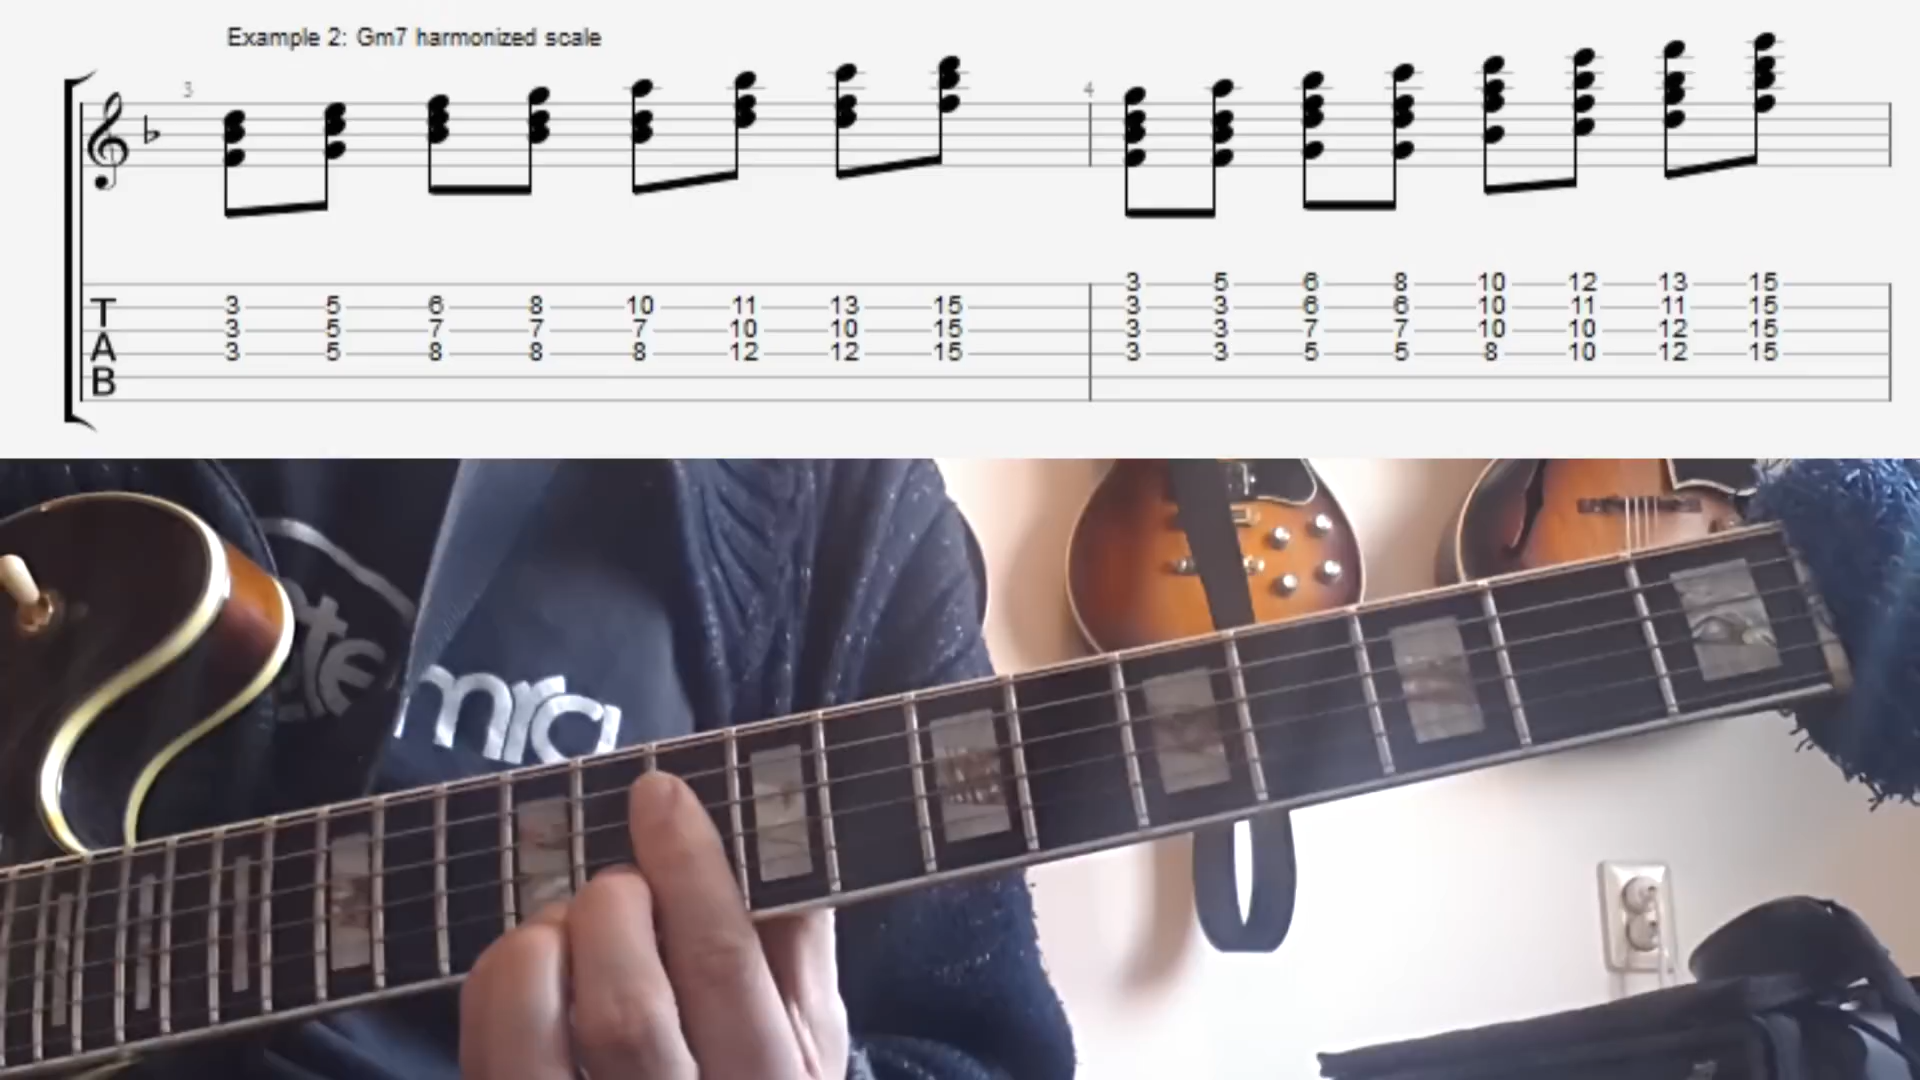 Example 2: Gm7 harmonized scale
3
4
3 5 6 8 10 12 13 15
T 3 5 6 8 10 11 13 15 3 3 6 6 10 11 11 15
3 5 7 7 7 10 10 15 3 3 7 7 10 10 12 15
A 3 5 8 8 8 12 12 15 3 3 5 5 8 10 12 15
B
mra